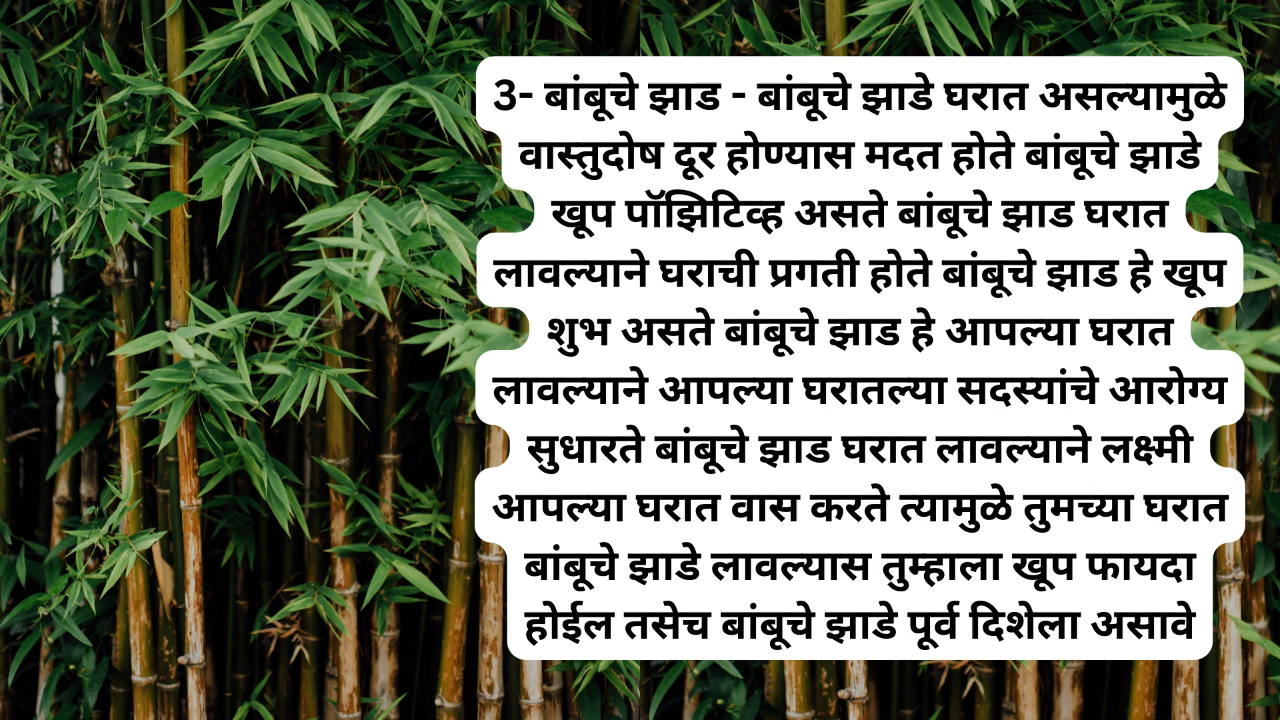 3- बांबूचे झाड - बांबूचे झाडे घरात असल्यामुळे
वास्तुदोष दूर होण्यास मदत होते बांबूचे झाडे
खूप पॉझिटिव्ह असते बांबूचे झाड घरात
लावल्याने घराची प्रगती होते बांबूचे झाड हे खूप
शुभ असते बांबूचे झाड हे आपल्या घरात
लावल्याने आपल्या घरातल्या सदस्यांचे आरोग्य
सुधारते बांबूचे झाड घरात लावल्याने लक्ष्मी
आपल्या घरात वास करते त्यामुळे तुमच्या घरात
बांबूचे झाडे लावल्यास तुम्हाला खूप फायदा
होईल तसेच बांबूचे झाडे पूर्व दिशेला असावे